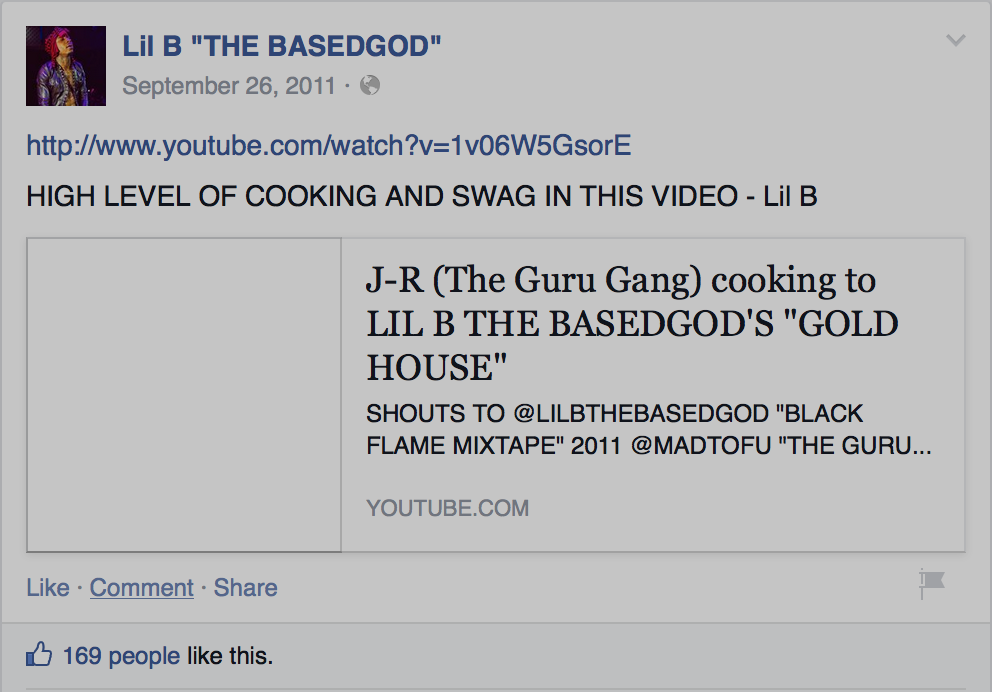 Lil B "THE BASEDGOD"
September 26, 2011 ·
http://www.youtube.com/watch?v=1v06W5GsorE
HIGH LEVEL OF COOKING AND SWAG IN THIS VIDEO - Lil B
J-R (The Guru Gang) cooking to
LIL B THE BASEDGOD'S "GOLD
HOUSE"
SHOUTS TO @LILBTHEBASEDGOD "BLACK
FLAME MIXTAPE" 2011 @MADTOFU "THE GURU...
YOUTUBE.COM
Like · Comment · Share
169 people like this.